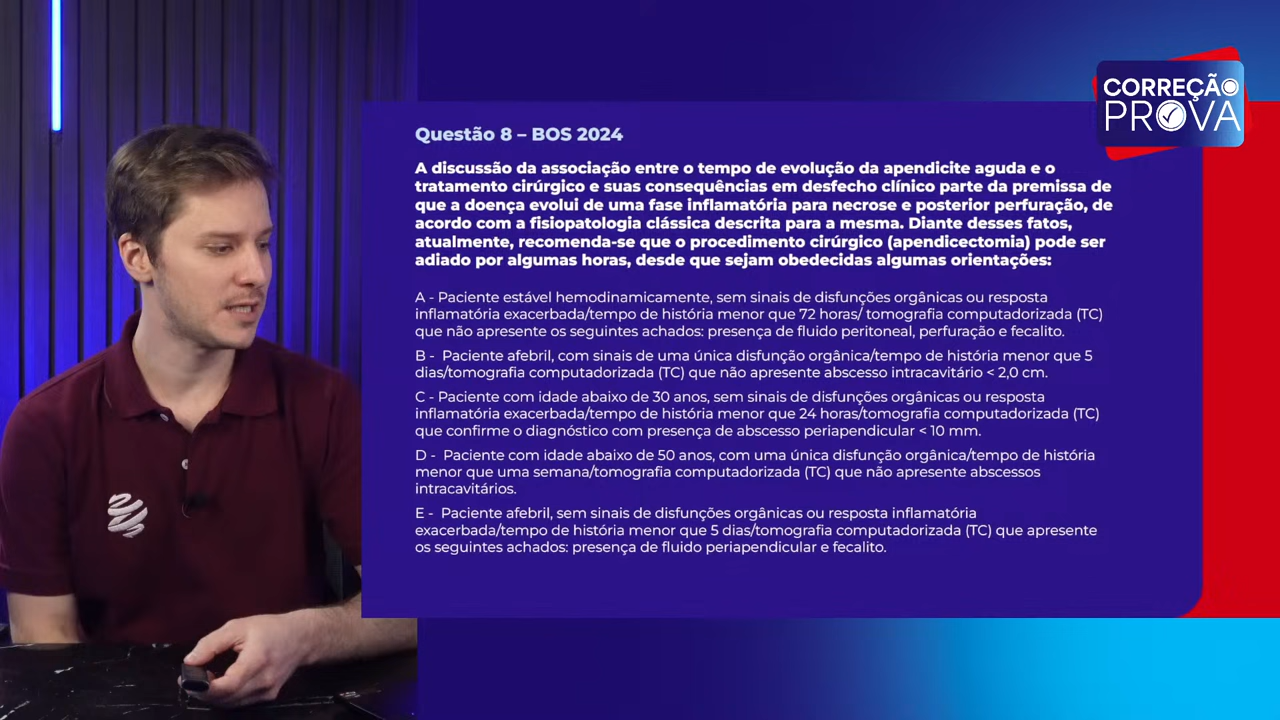 CORREÇÃO
PROVA
Questão 8 – BOS 2024
A discussão da associação entre o tempo de evolução da apendicite aguda e o
tratamento cirúrgico e suas consequências em desfecho clínico parte da premissa de
que a doença evolui de uma fase inflamatória para necrose e posterior perfuração, de
acordo com a fisiopatologia clássica descrita para a mesma. Diante desses fatos,
atualmente, recomenda-se que o procedimento cirúrgico (apendicectomia) pode ser
adiado por algumas horas, desde que sejam obedecidas algumas orientações:
A - Paciente estável hemodinamicamente, sem sinais de disfunções orgânicas ou resposta
inflamatória exacerbada/tempo de história menor que 72 horas/ tomografia computadorizada (TC)
que não apresente os seguintes achados: presença de fluido peritoneal, perfuração e fecalito.
B - Paciente afebril, com sinais de uma única disfunção orgânica/tempo de história menor que 5
dias/tomografia computadorizada (TC) que não apresente abscesso intracavitário < 2,0 cm.
C - Paciente com idade abaixo de 30 anos, sem sinais de disfunções orgânicas ou resposta
inflamatória exacerbada/tempo de história menor que 24 horas/tomografia computadorizada (TC)
que confirme o diagnóstico com presença de abscesso periapendicular < 10 mm.
D - Paciente com idade abaixo de 50 anos, com uma única disfunção orgânica/tempo de história
menor que uma semana/tomografia computadorizada (TC) que não apresente abscessos
intracavitários.
E - Paciente afebril, sem sinais de disfunções orgânicas ou resposta inflamatória
exacerbada/tempo de história menor que 5 dias/tomografia computadorizada (TC) que apresente
os seguintes achados: presença de fluido periapendicular e fecalito.